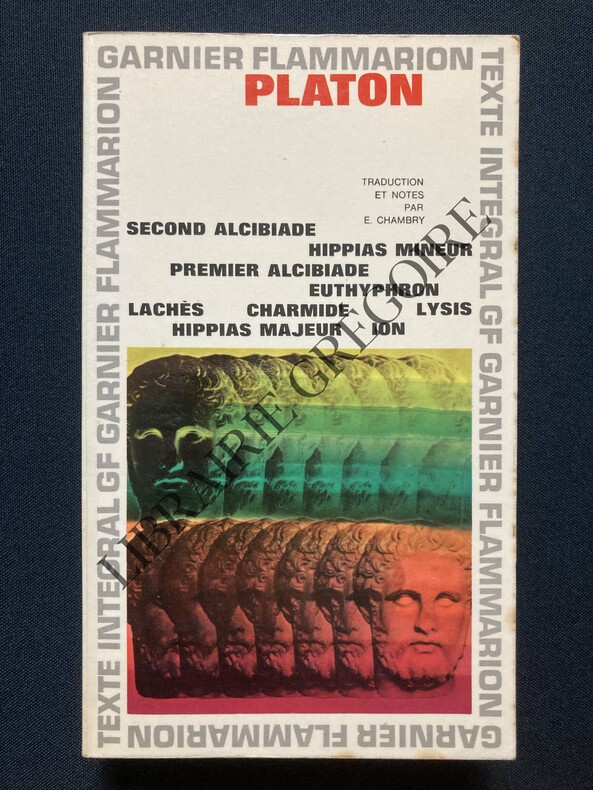 GARNIER FLAMMARION
PLATON
TRADUCTION
ET NOTES
PAR
E. CHAMBRY
SECOND ALCIBIADE
HIPPIAS MINEUR
PREMIER ALCIBIADE
EUTHYPHRON
LACHÈS CHARMIDE LYSIS
HIPPIAS MAJEUR ION
TEXTE INTEGRAL GF GARNIER FLAMMARION
TEXTE INTEGRAL GF GARNIER FLAMMARION
GARNIER FLAMMARION
LIBRAIRIE GREGOIRE